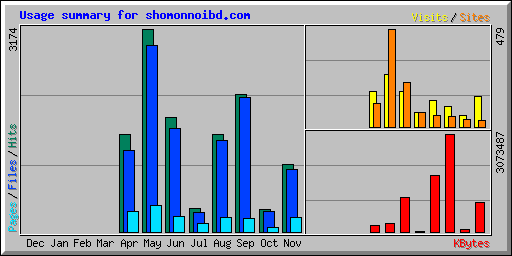 Usage summary for shomonnoibd.com
Visits/Sites
3174
479
Pages/Files/Hits
3073487
Dec Jan Feb Mar Apr May Jun Jul Aug Sep Oct Nov
KBytes